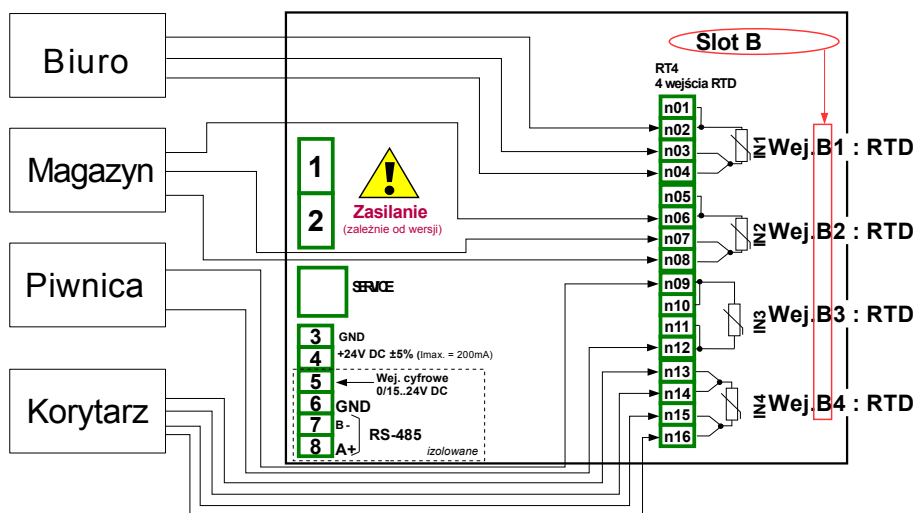 Biuro
Magazyn
Piwnica
Korytarz
1
2
Zasilanie
(zależnie od wersji)
SERVICE
3 GND
4 +24V DC ±5% (Imax. = 200mA)
5 Wej. cyfrowe
0/15..24V DC
6 GND
7 B-
RS-485
8 A+
izolowane
Slot B
RT4
4 wejścia RTD
n01
n02
n03
n04
IN1 Wej.B1 : RTD
n05
n06
n07
n08
IN2 Wej.B2 : RTD
n09
n10
n11
n12
IN3 Wej.B3 : RTD
n13
n14
n15
n16
IN4 Wej.B4 : RTD